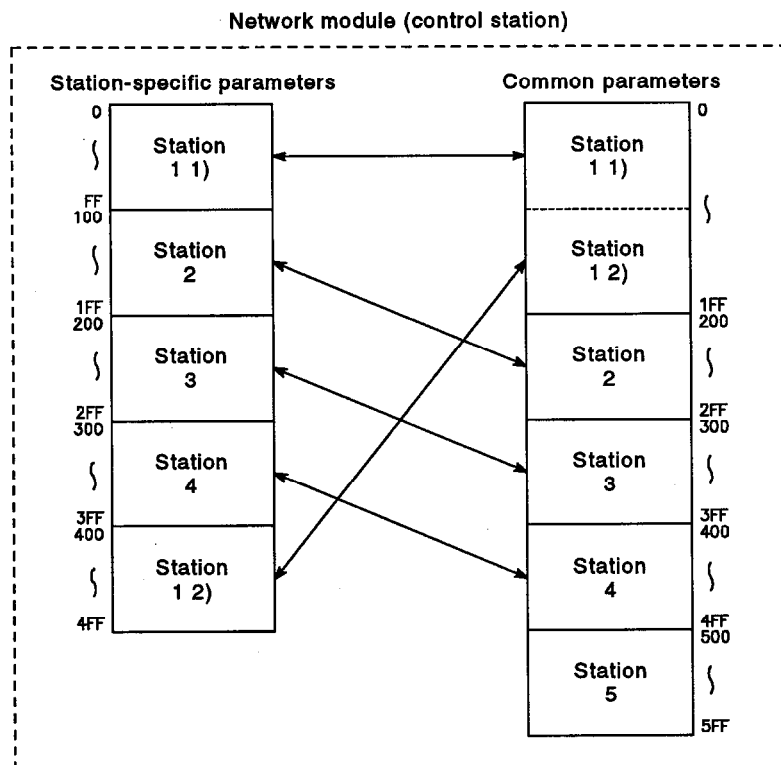 Network module (control station)
Station-specific parameters
0
Station
1 1)
FF
100
Station
2
1FF
200
Station
3
2FF
300
Station
4
3FF
400
Station
1 2)
4FF
Common parameters
0
Station
1 1)
Station
1 2)
1FF
200
Station
2
2FF
300
Station
3
3FF
400
Station
4
4FF
500
Station
5
5FF